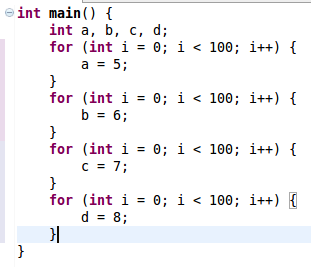 int main() {
    int a, b, c, d;
    for (int i = 0; i < 100; i++) {
        a = 5;
    }
    for (int i = 0; i < 100; i++) {
        b = 6;
    }
    for (int i = 0; i < 100; i++) {
        c = 7;
    }
    for (int i = 0; i < 100; i++) {
        d = 8;
    }
}